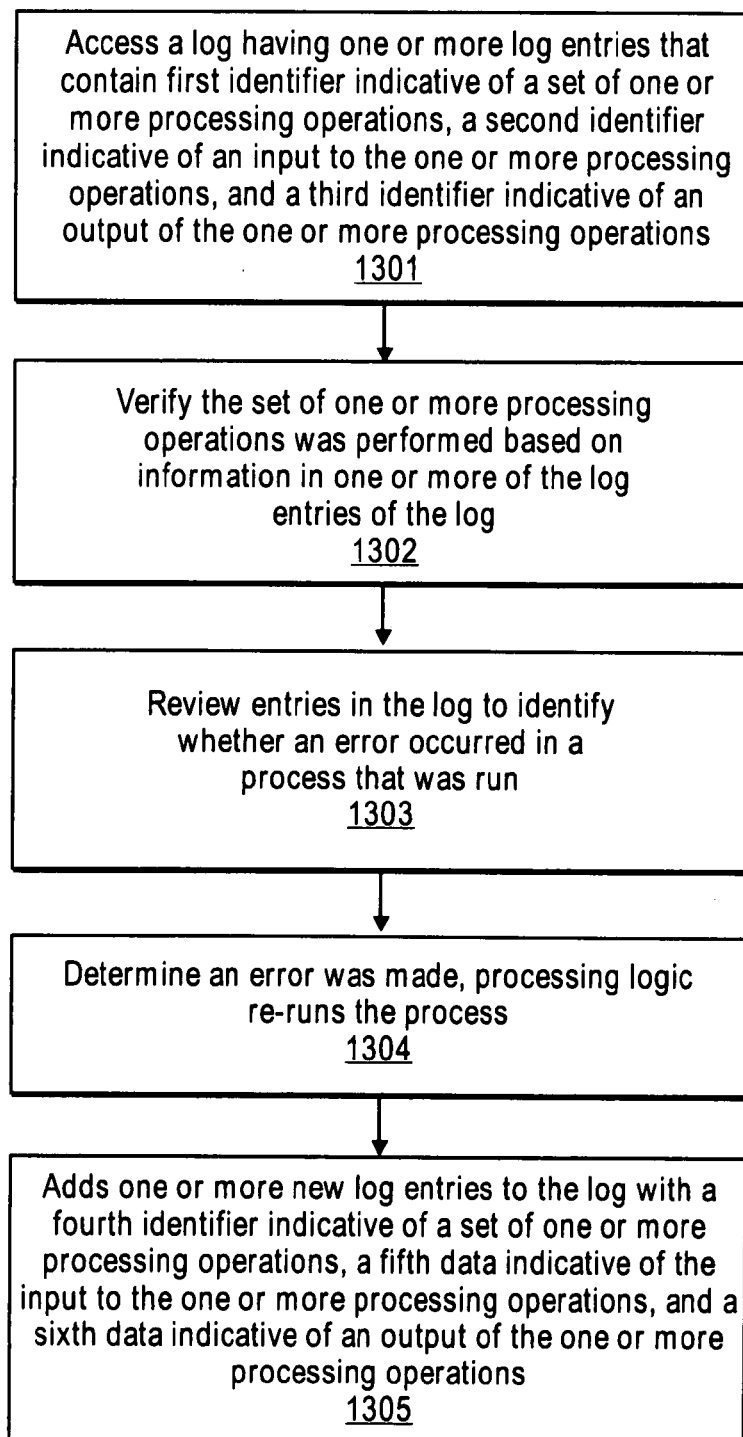 Access a log having one or more log entries that
contain first identifier indicative of a set of one or
more processing operations, a second identifier
indicative of an input to the one or more processing
operations, and a third identifier indicative of an
output of the one or more processing operations
1301
Verify the set of one or more processing
operations was performed based on
information in one or more of the log
entries of the log
1302
Review entries in the log to identify
whether an error occurred in a
process that was run
1303
Determine an error was made, processing logic
re-runs the process
1304
Adds one or more new log entries to the log with a
fourth identifier indicative of a set of one or more
processing operations, a fifth data indicative of the
input to the one or more processing operations, and a
sixth data indicative of an output of the one or more
processing operations
1305